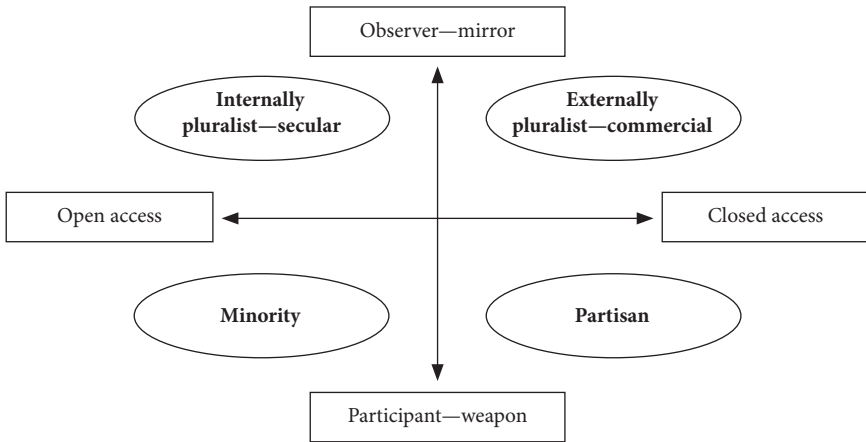 Observer—mirror
Internally
pluralist—secular
Externally
pluralist—commercial
Open access
Closed access
Minority
Partisan
Participant—weapon